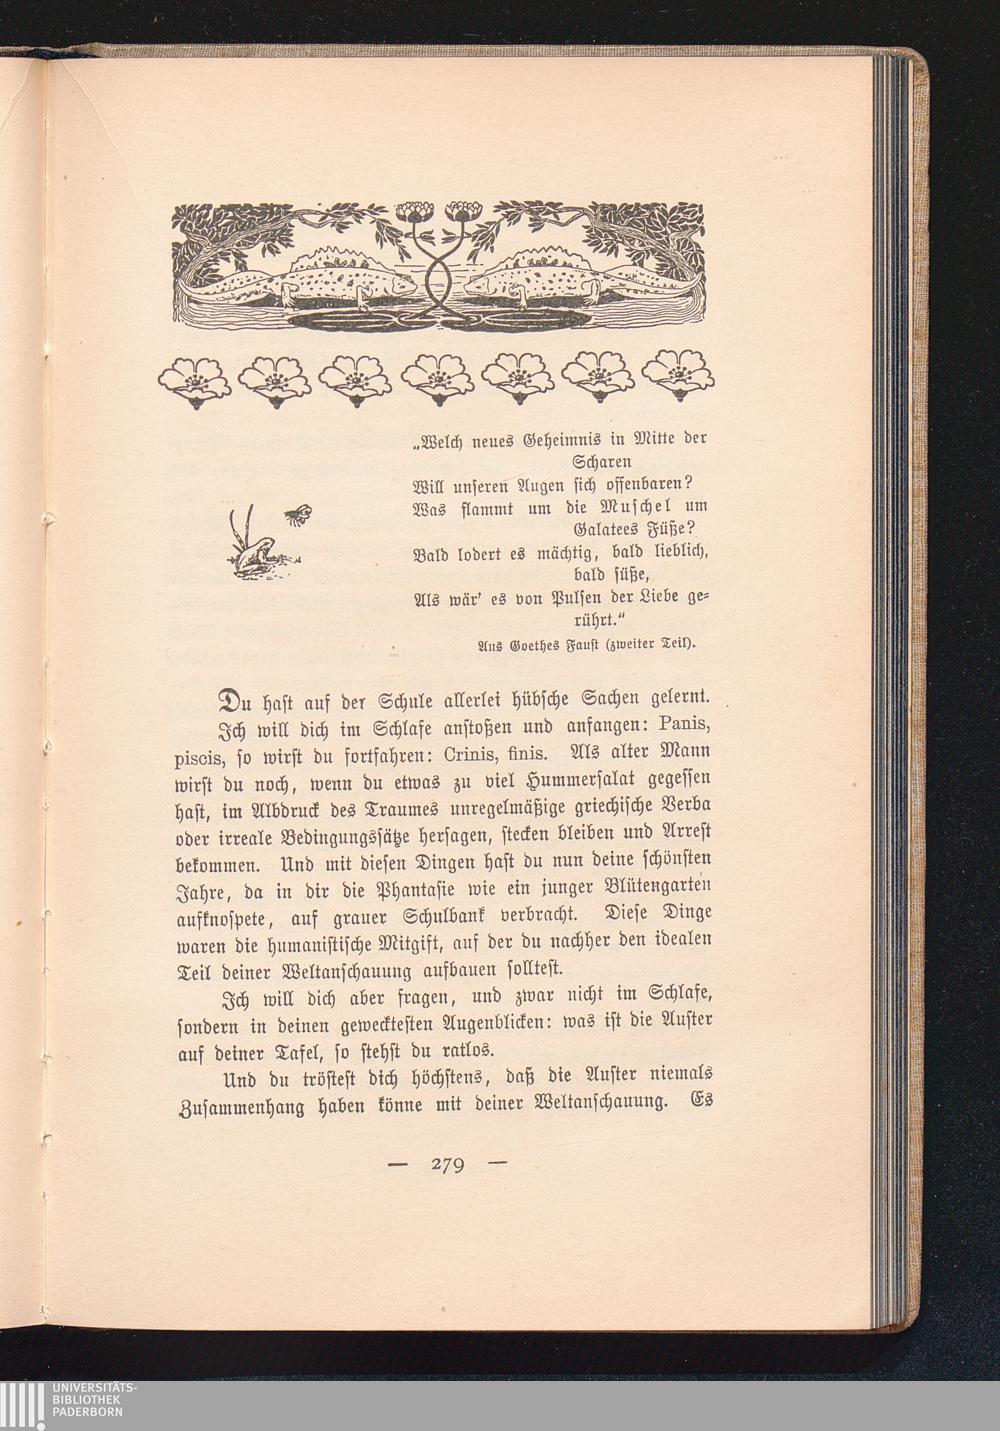 „Welch neues Geheimnis in Mitte der
Scharen
Will unseren Augen sich offenbaren?
Was flammt um die Muschel um
Galatees Füße?
Bald lodert es mächtig, bald lieblich,
bald süße,
Als wär' es von Pulsen der Liebe ge-
rührt.“
Aus Goethes Faust (zweiter Teil).
Du hast auf der Schule allerlei hübsche Sachen gelernt.
Ich will dich im Schlafe anstoßen und anfangen: Panis,
piscis, so wirst du fortfahren: Crinis, finis. Als alter Mann
wirst du noch, wenn du etwas zu viel Hummersalat gegessen
hast, im Albdruck des Traumes unregelmäßige griechische Verba
oder irreale Bedingungssätze hersagen, stecken bleiben und Arrest
bekommen. Und mit diesen Dingen hast du nun deine schönsten
Jahre, da in dir die Phantasie wie ein junger Blütengarten
aufknospete, auf grauer Schulbank verbracht. Diese Dinge
waren die humanistische Mitgift, auf der du nachher den idealen
Teil deiner Weltanschauung aufbauen solltest.
Ich will dich aber fragen, und zwar nicht im Schlafe,
sondern in deinen gewecktesten Augenblicken: was ist die Auster
auf deiner Tafel, so stehst du ratlos.
Und du tröstest dich höchstens, daß die Auster niemals
Zusammenhang haben könne mit deiner Weltanschauung. Es
— 279 —
UNIVERSITÄTS-
BIBLIOTHEK
PADERBORN